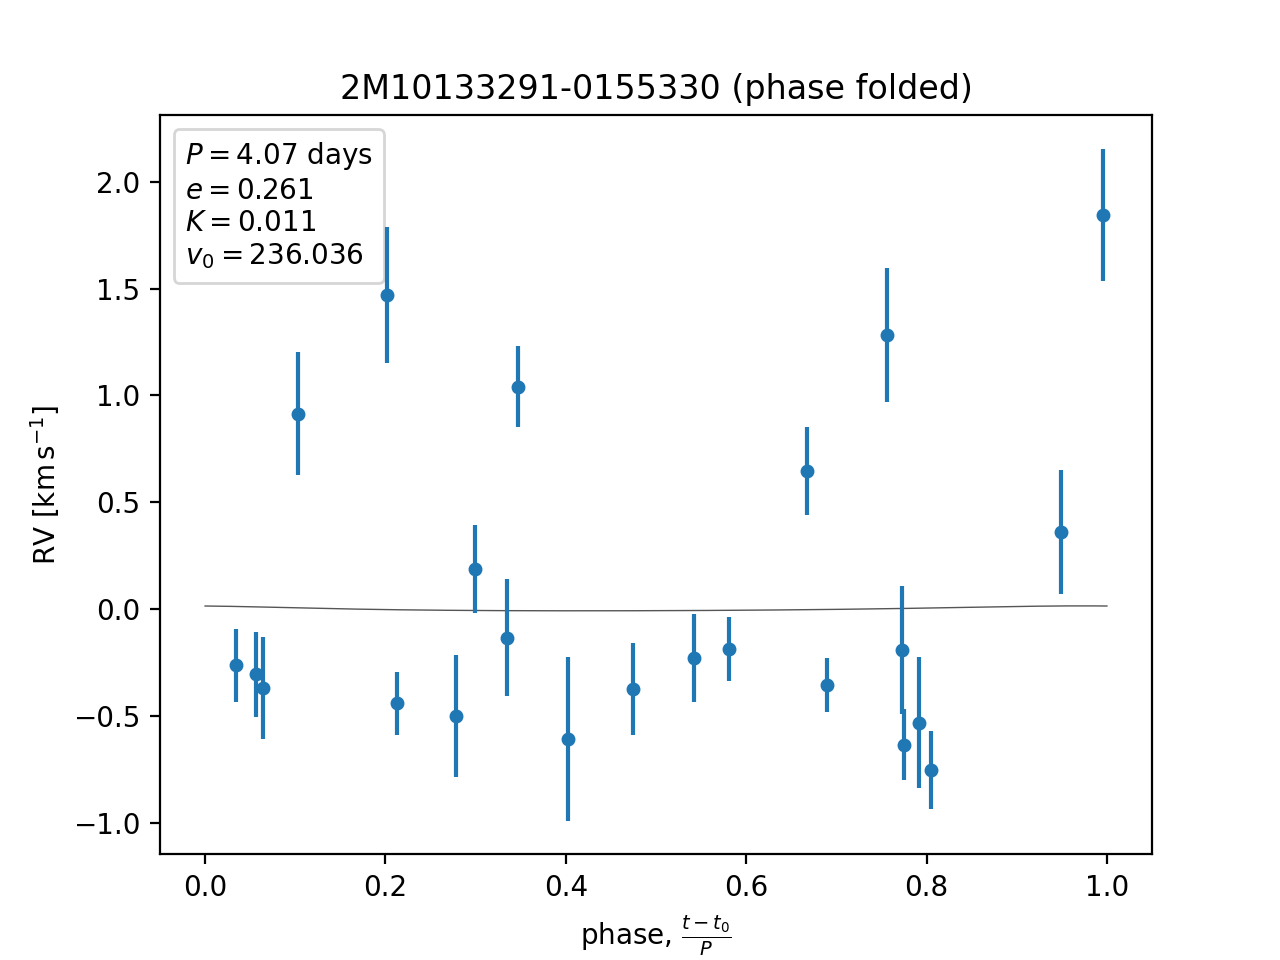 2M10133291-0155330 (phase folded)
P = 4.07 days
e = 0.261
K = 0.011
v₀ = 236.036
RV [km s⁻¹]
2.0
1.5
1.0
0.5
0.0
−0.5
−1.0
0.0 0.2 0.4 0.6 0.8 1.0
phase, (t − t₀)/P